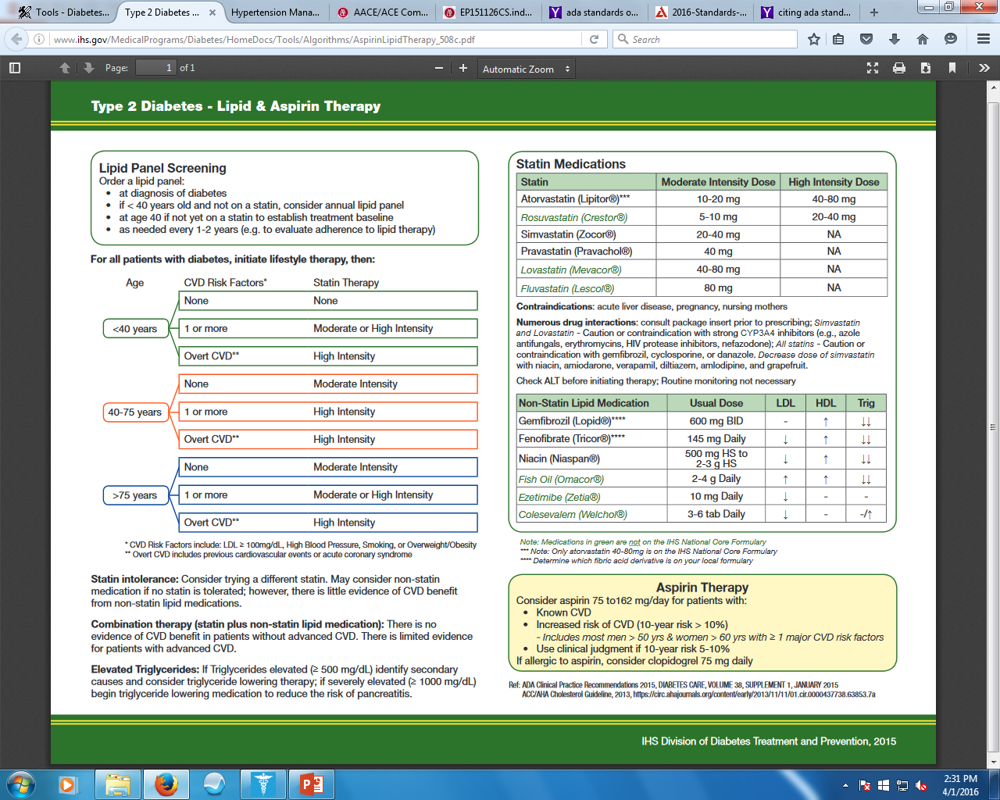 Tools - Diabetes...
Type 2 Diabetes ...
Hypertension Mana...
AACE/ACE Com...
EP151126CS.ind...
ada standards o...
2016-Standards-...
citing ada stand...
www.ihs.gov/MedicalPrograms/Diabetes/HomeDocs/Tools/Algorithms/AspirinLipidTherapy_508c.pdf
Search
Page: 1 of 1
Automatic Zoom
Type 2 Diabetes - Lipid & Aspirin Therapy
Lipid Panel Screening
Order a lipid panel:
• at diagnosis of diabetes
• if < 40 years old and not on a statin, consider annual lipid panel
• at age 40 if not yet on a statin to establish treatment baseline
• as needed every 1-2 years (e.g. to evaluate adherence to lipid therapy)
For all patients with diabetes, initiate lifestyle therapy, then:
Age CVD Risk Factors* Statin Therapy
<40 years
None None
1 or more Moderate or High Intensity
Overt CVD** High Intensity
40-75 years
None Moderate Intensity
1 or more High Intensity
Overt CVD** High Intensity
>75 years
None Moderate Intensity
1 or more Moderate or High Intensity
Overt CVD** High Intensity
* CVD Risk Factors include: LDL ≥ 100mg/dL, High Blood Pressure, Smoking, or Overweight/Obesity
** Overt CVD includes previous cardiovascular events or acute coronary syndrome
Statin intolerance: Consider trying a different statin. May consider non-statin
medication if no statin is tolerated; however, there is little evidence of CVD benefit
from non-statin lipid medications.
Combination therapy (statin plus non-statin lipid medication): There is no
evidence of CVD benefit in patients without advanced CVD. There is limited evidence
for patients with advanced CVD.
Elevated Triglycerides: If Triglycerides elevated (≥ 500 mg/dL) identify secondary
causes and consider triglyceride lowering therapy; if severely elevated (≥ 1000 mg/dL)
begin triglyceride lowering medication to reduce the risk of pancreatitis.
Statin Medications
Statin Moderate Intensity Dose High Intensity Dose
Atorvastatin (Lipitor®)*** 10-20 mg 40-80 mg
Rosuvastatin (Crestor®) 5-10 mg 20-40 mg
Simvastatin (Zocor®) 20-40 mg NA
Pravastatin (Pravachol®) 40 mg NA
Lovastatin (Mevacor®) 40-80 mg NA
Fluvastatin (Lescol®) 80 mg NA
Contraindications: acute liver disease, pregnancy, nursing mothers
Numerous drug interactions: consult package insert prior to prescribing; Simvastatin
and Lovastatin - Caution or contraindication with strong CYP3A4 inhibitors (e.g., azole
antifungals, erythromycins, HIV protease inhibitors, nefazodone); All statins - Caution or
contraindication with gemfibrozil, cyclosporine, or danazole. Decrease dose of simvastatin
with niacin, amiodarone, verapamil, diltiazem, amlodipine, and grapefruit.
Check ALT before initiating therapy; Routine monitoring not necessary
Non-Statin Lipid Medication Usual Dose LDL HDL Trig
Gemfibrozil (Lopid®)**** 600 mg BID - ↑ ↓↓
Fenofibrate (Tricor®)**** 145 mg Daily ↓ ↑ ↓↓
Niacin (Niaspan®) 500 mg HS to
2-3 g HS ↓ ↑ ↓↓
Fish Oil (Omacor®) 2-4 g Daily ↑ ↑ ↓↓
Ezetimibe (Zetia®) 10 mg Daily ↓ - -
Colesevalem (Welchol®) 3-6 tab Daily ↓ - -/↑
Note: Medications in green are not on the IHS National Core Formulary
*** Note: Only atorvastatin 40-80mg is on the IHS National Core Formulary
**** Determine which fibric acid derivative is on your local formulary
Aspirin Therapy
Consider aspirin 75 to162 mg/day for patients with:
• Known CVD
• Increased risk of CVD (10-year risk > 10%)
- Includes most men > 50 yrs & women > 60 yrs with ≥ 1 major CVD risk factors
• Use clinical judgment if 10-year risk 5-10%
If allergic to aspirin, consider clopidogrel 75 mg daily
Ref: ADA Clinical Practice Recommendations 2015, DIABETES CARE, VOLUME 38, SUPPLEMENT 1, JANUARY 2015
ACC/AHA Cholesterol Guideline, 2013, https://circ.ahajournals.org/content/early/2013/11/11/01.cir.0000437738.63853.7a
IHS Division of Diabetes Treatment and Prevention, 2015
2:31 PM
4/1/2016